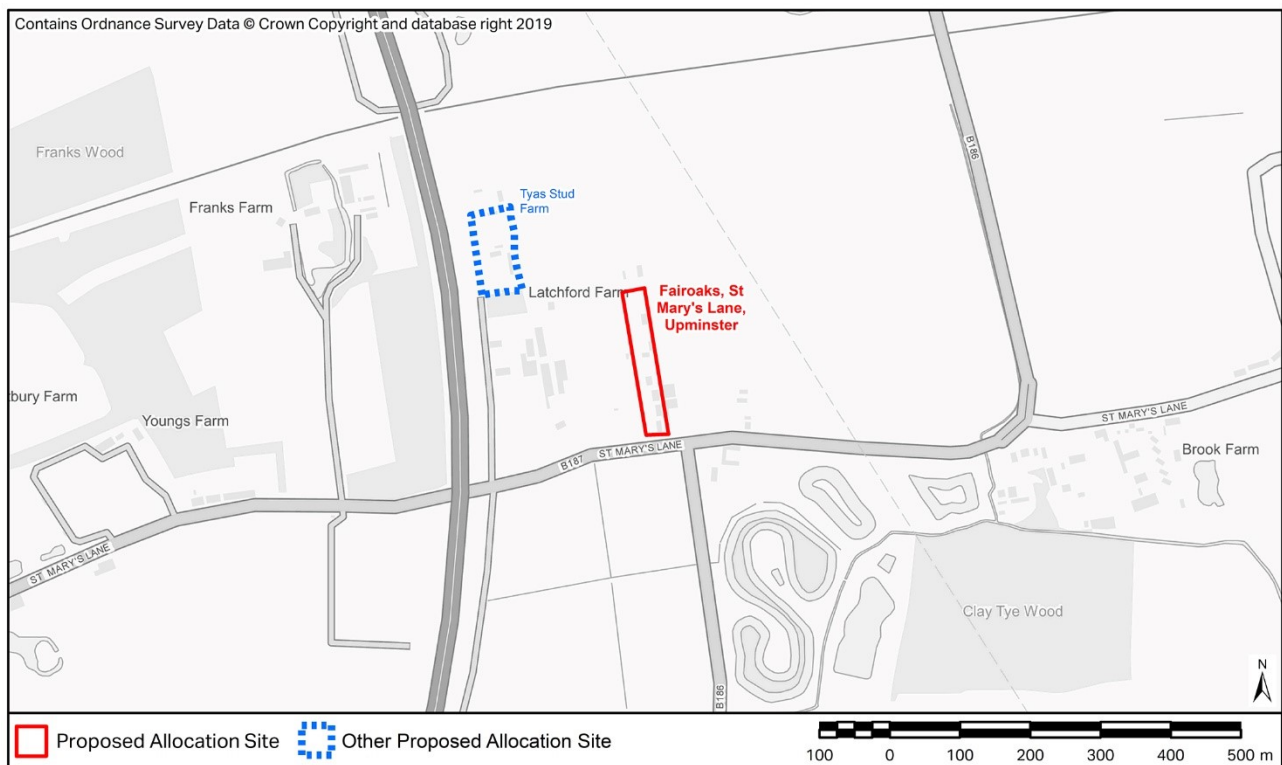 Contains Ordnance Survey Data © Crown Copyright and database right 2019
Franks Wood
B186
Franks Farm
Tyas Stud
Farm
Latchford Farm
Fairoaks, St
Mary's Lane,
Upminster
bury Farm
Youngs Farm
B187
ST MARY'S LANE
ST MARY'S LANE
Brook Farm
ST MARY'S LANE
Clay Tye Wood
B186
N
Proposed Allocation Site
Other Proposed Allocation Site
100 0 100 200 300 400 500 m